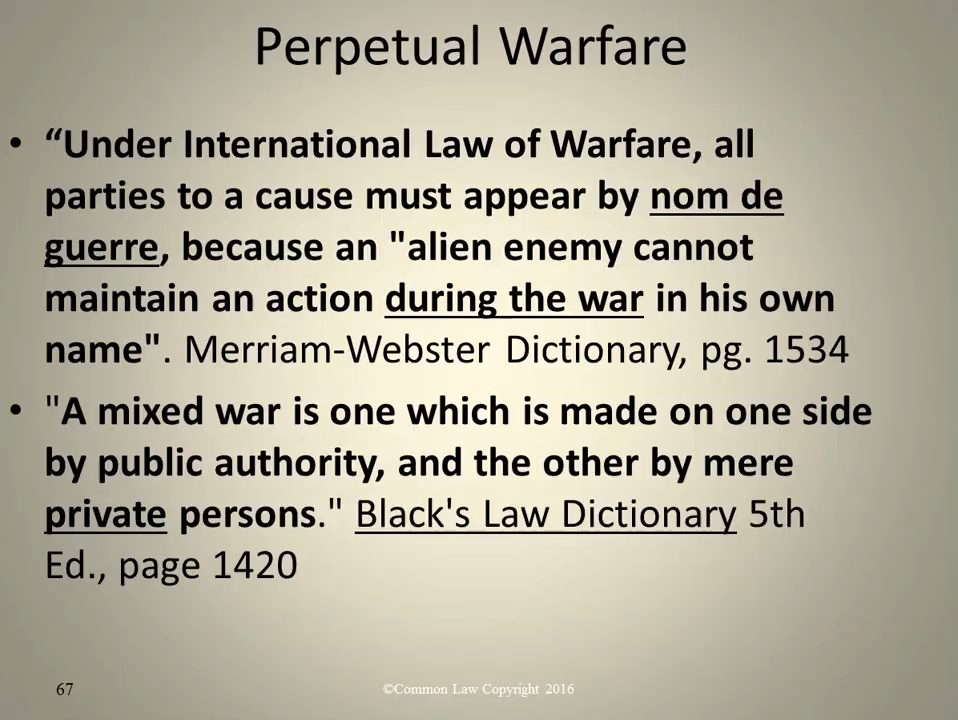 Perpetual Warfare
• “Under International Law of Warfare, all
parties to a cause must appear by nom de
guerre, because an "alien enemy cannot
maintain an action during the war in his own
name". Merriam-Webster Dictionary, pg. 1534
• "A mixed war is one which is made on one side
by public authority, and the other by mere
private persons." Black's Law Dictionary 5th
Ed., page 1420
67
©Common Law Copyright 2016